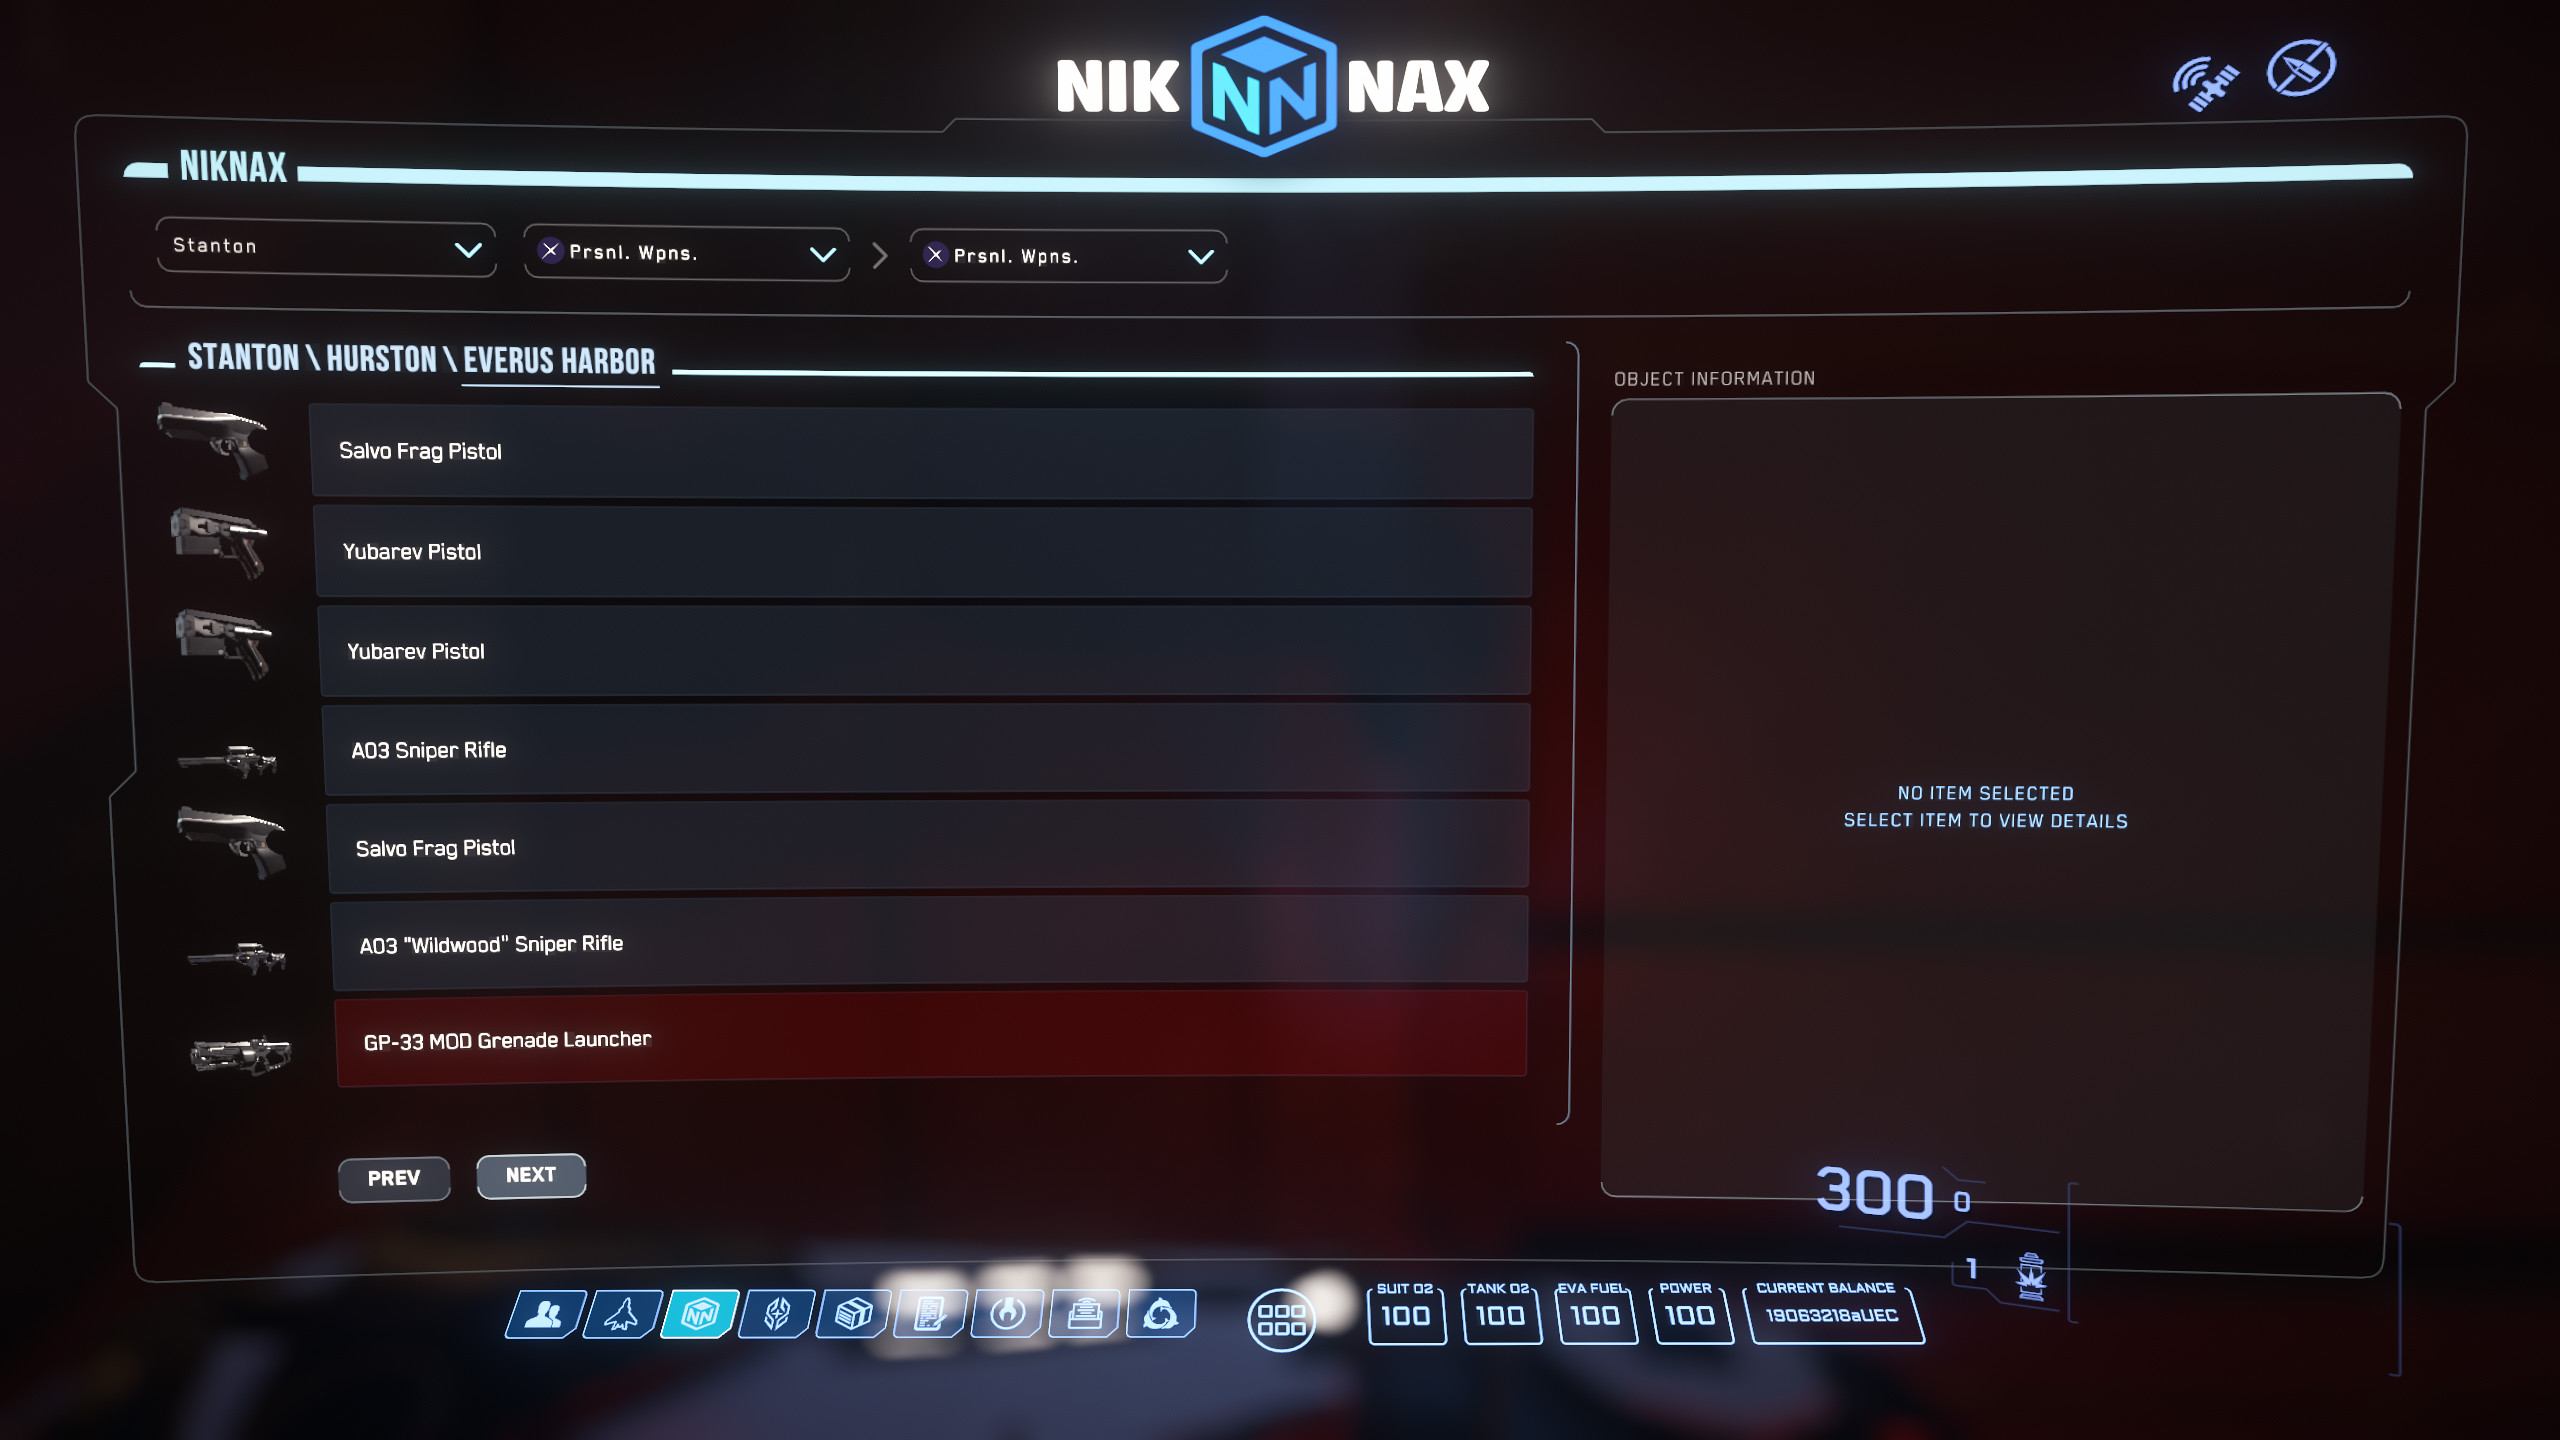 NIK NN NAX
NIKNAX
Stanton
Prsnl. Wpns.
Prsnl. Wpns.
STANTON \ HURSTON \ EVERUS HARBOR
OBJECT INFORMATION
Salvo Frag Pistol
Yubarev Pistol
Yubarev Pistol
A03 Sniper Rifle
Salvo Frag Pistol
A03 "Wildwood" Sniper Rifle
GP-33 MOD Grenade Launcher
NO ITEM SELECTED
SELECT ITEM TO VIEW DETAILS
PREV
NEXT
300 0
1
NN
SUIT O2
100
TANK O2
100
EVA FUEL
100
POWER
100
CURRENT BALANCE
19063218aUEC